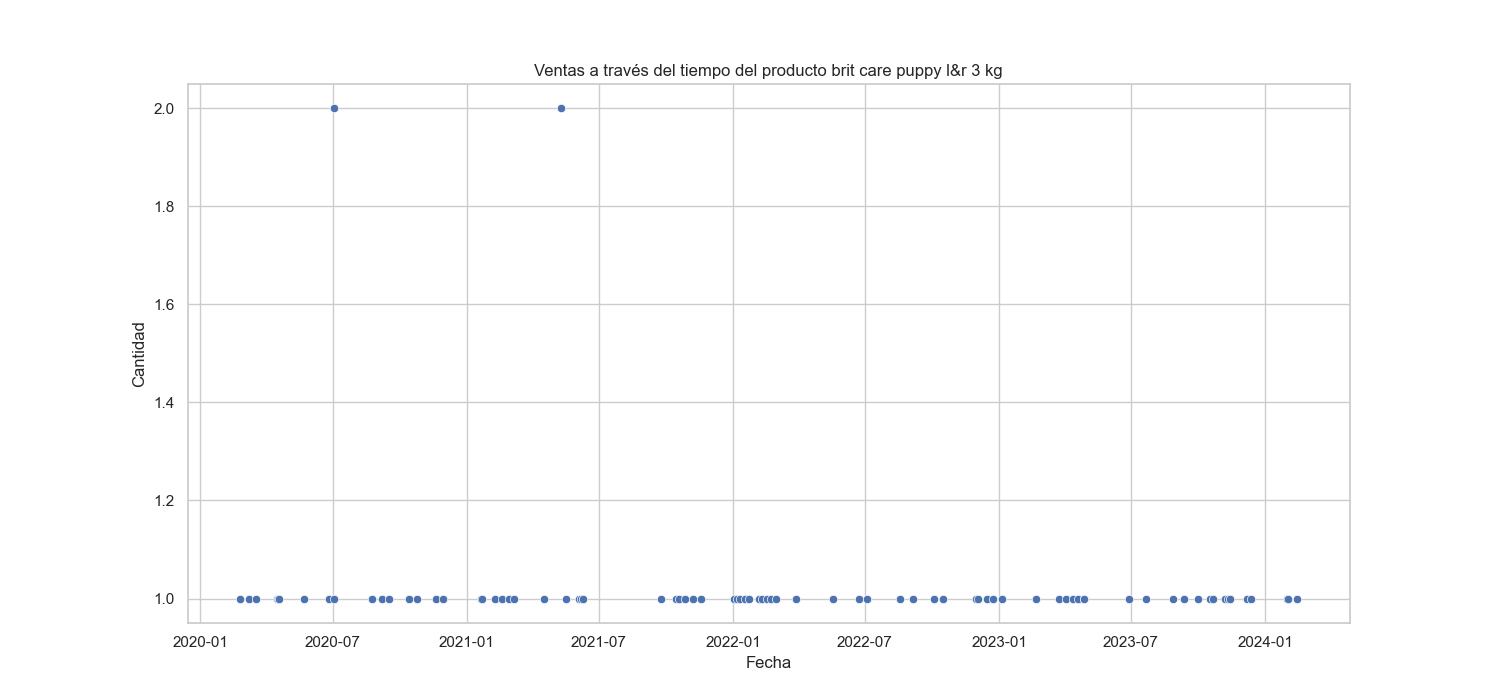 Ventas a través del tiempo del producto brit care puppy l&r 3 kg
2.0
1.8
1.6
1.4
1.2
1.0
Cantidad
2020-01 2020-07 2021-01 2021-07 2022-01 2022-07 2023-01 2023-07 2024-01
Fecha